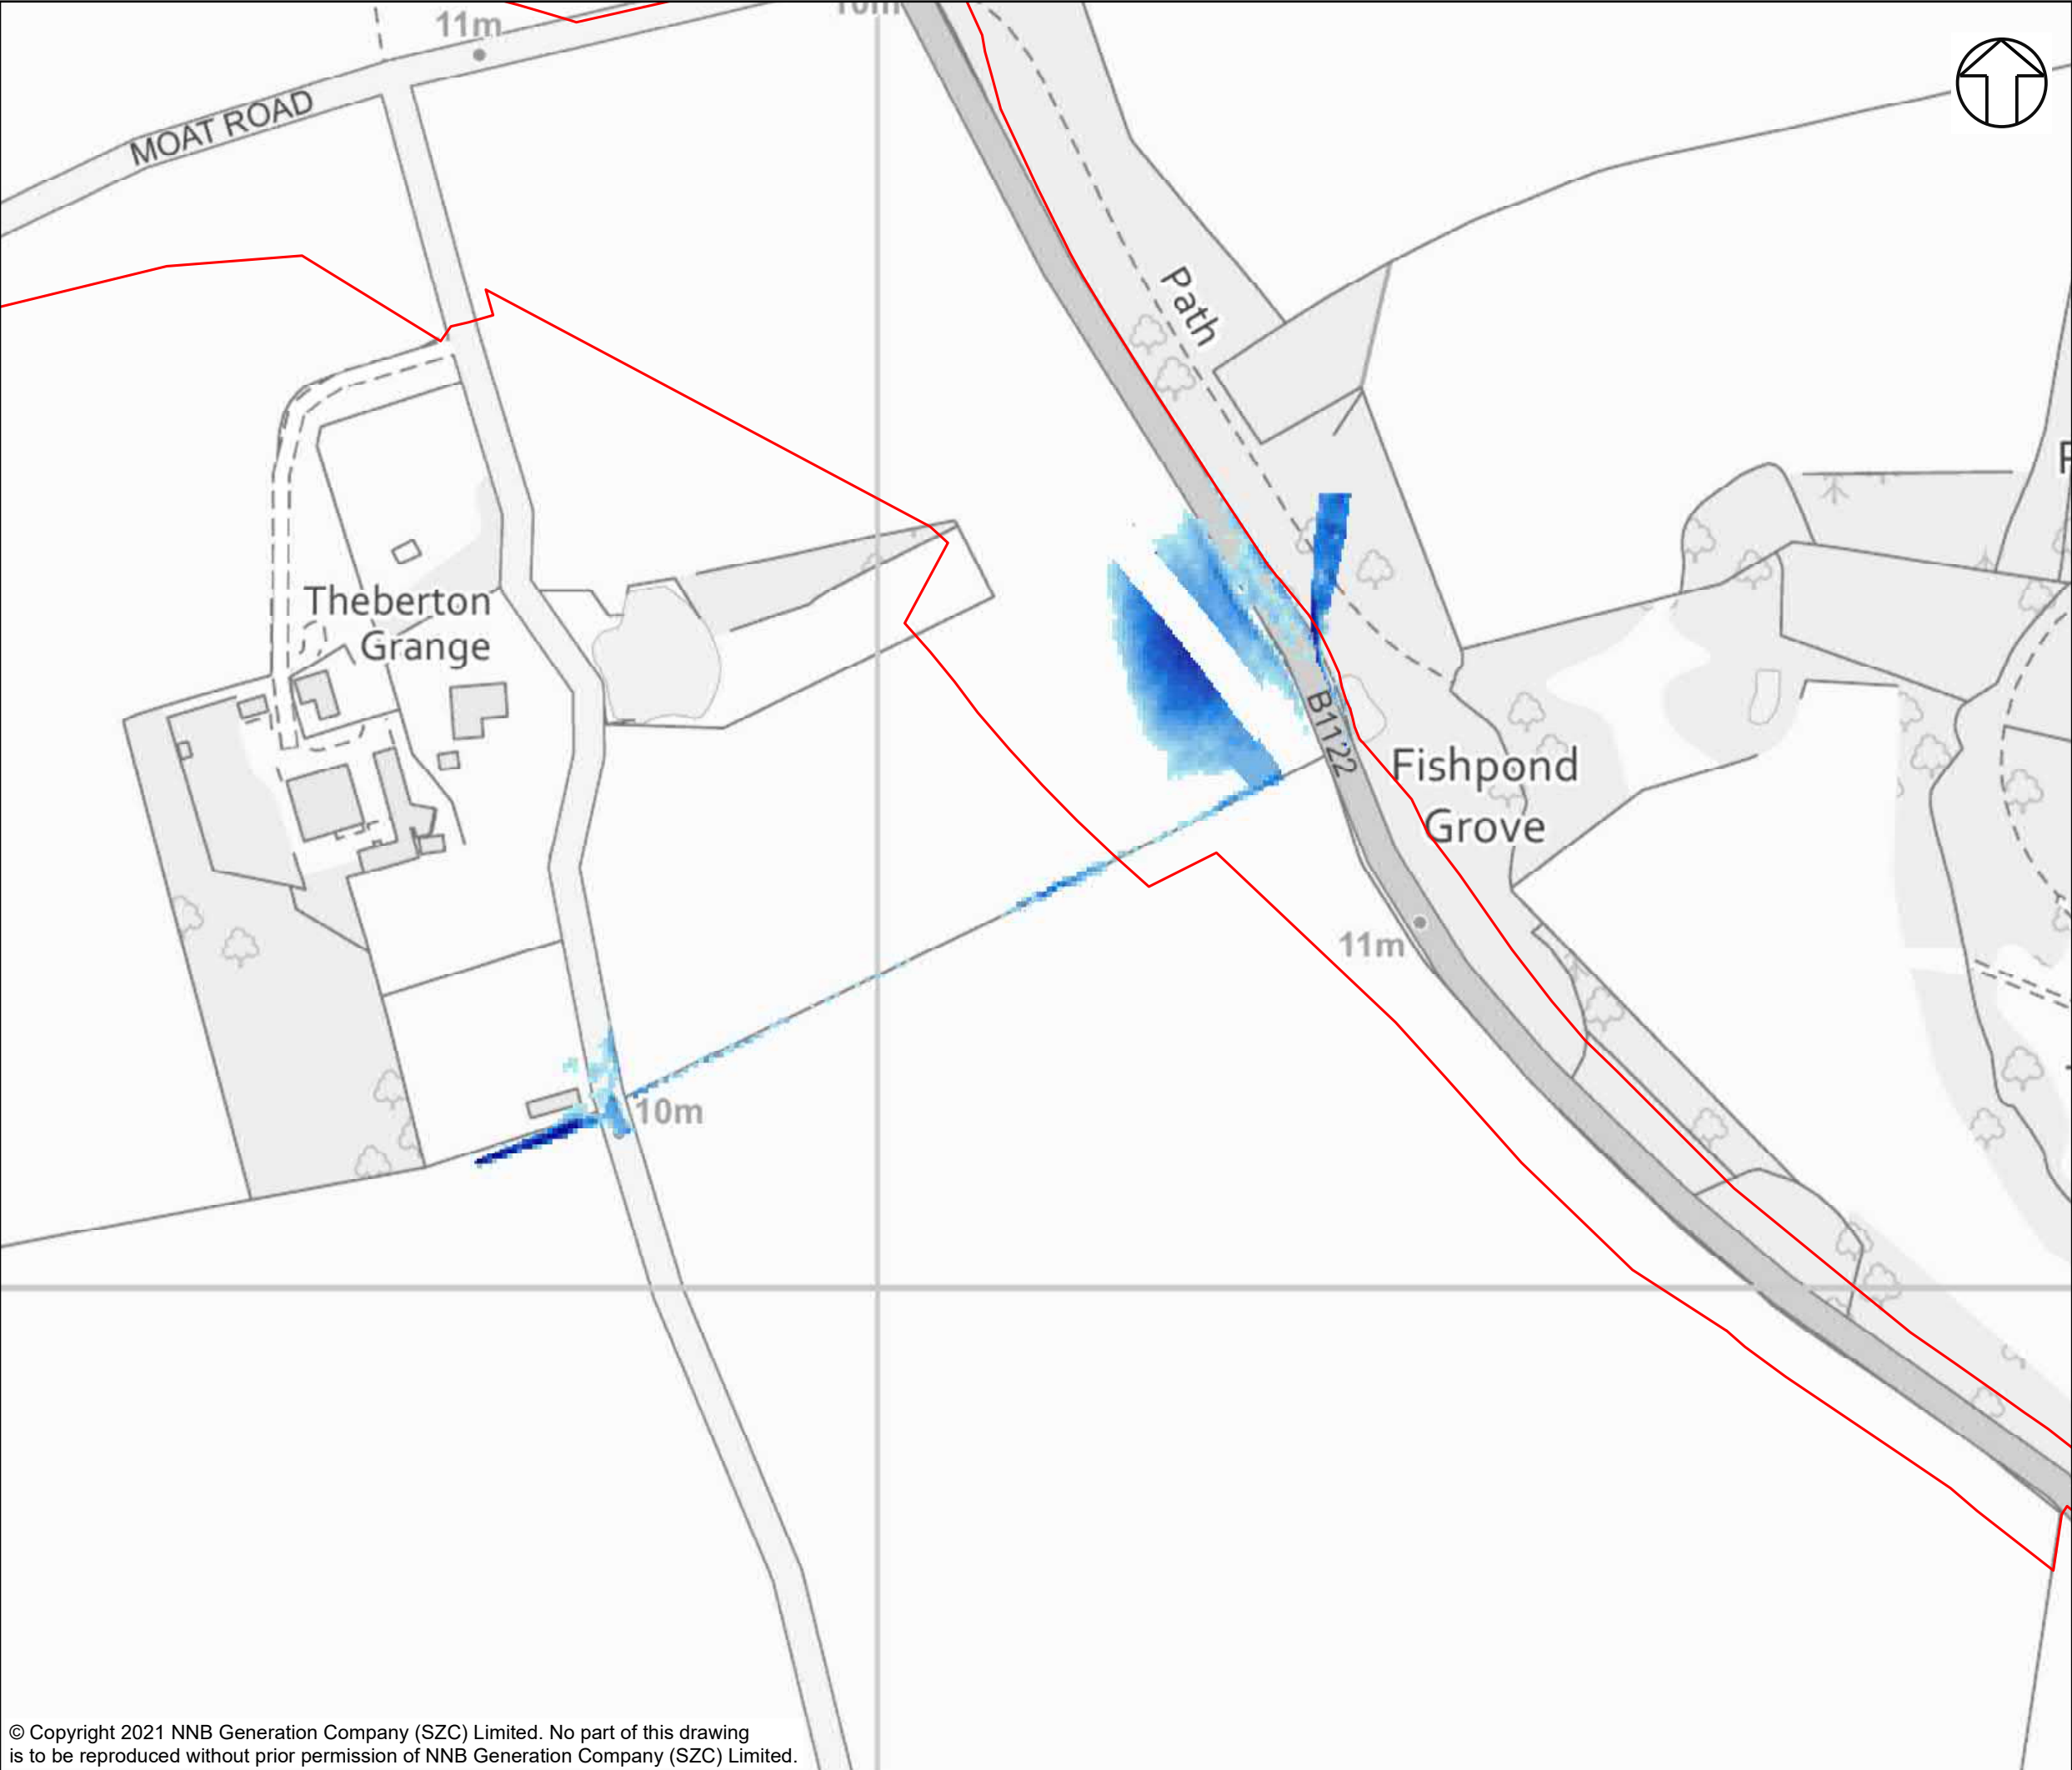 11m
10m
MOAT ROAD
Path
Theberton
Grange
B1122
Fishpond
Grove
11m
10m
© Copyright 2021 NNB Generation Company (SZC) Limited. No part of this drawing
is to be reproduced without prior permission of NNB Generation Company (SZC) Limited.